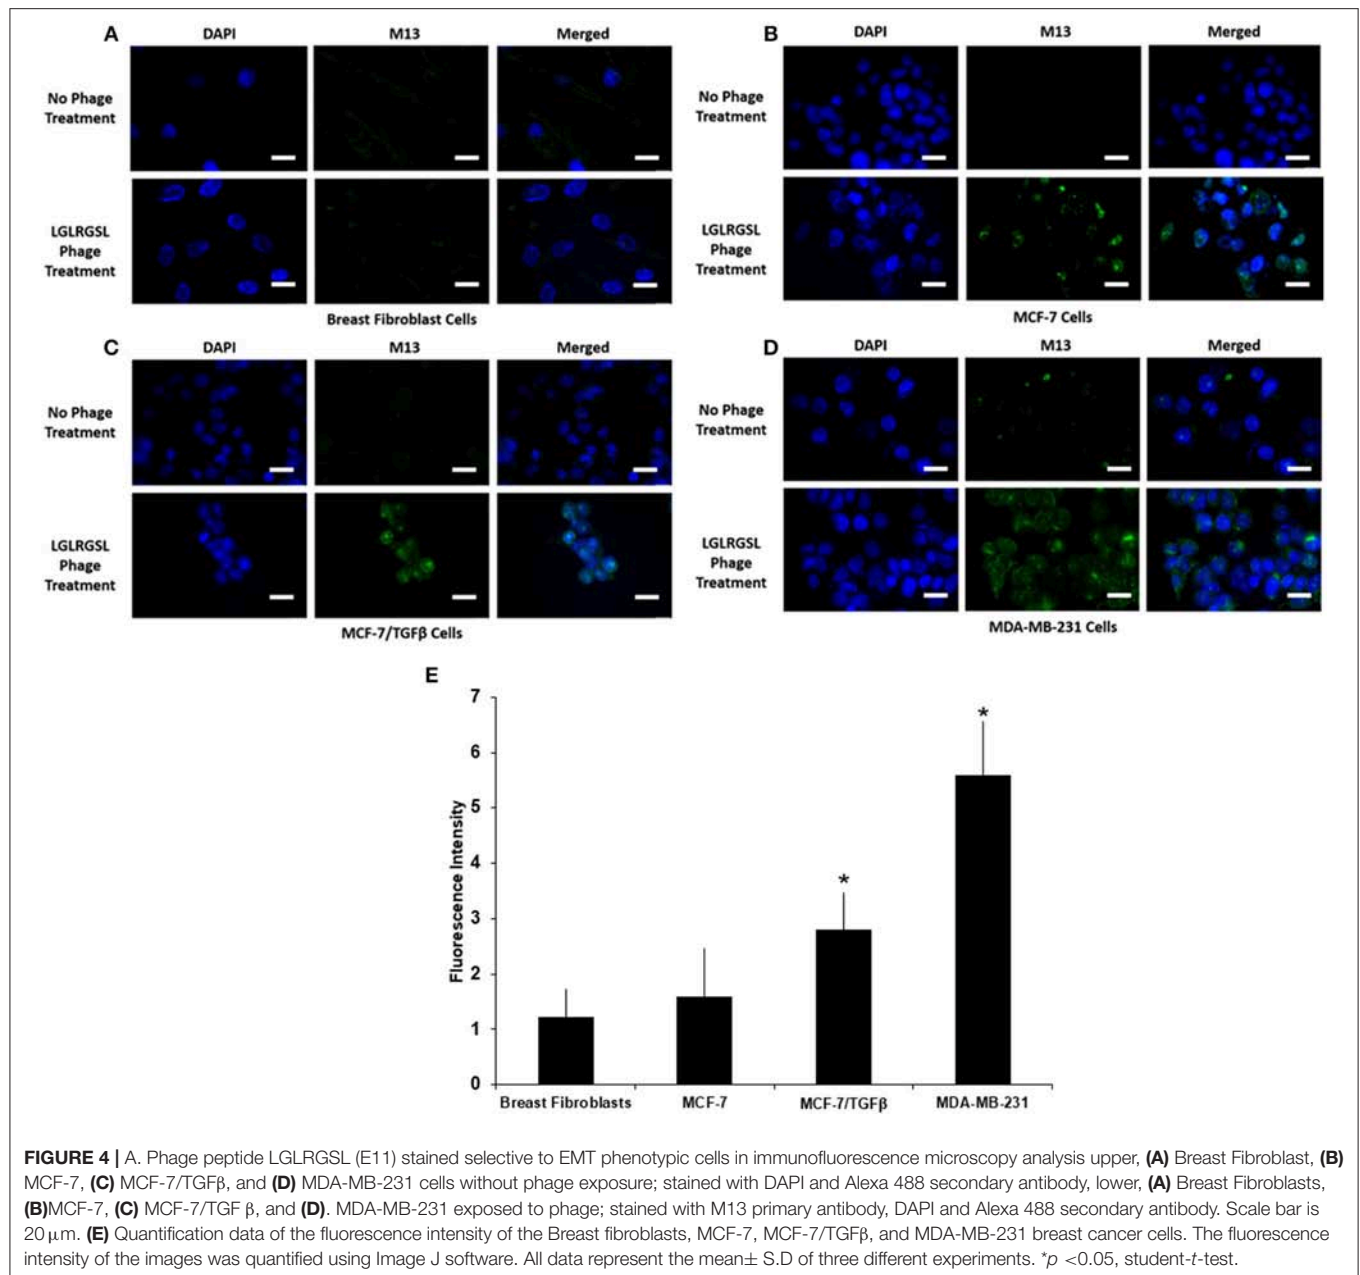 A
DAPI M13 Merged
No Phage
Treatment
LGLRGSL
Phage
Treatment
Breast Fibroblast Cells
B
DAPI M13 Merged
No Phage
Treatment
LGLRGSL
Phage
Treatment
MCF-7 Cells
C
DAPI M13 Merged
No Phage
Treatment
LGLRGSL
Phage
Treatment
MCF-7/TGFβ Cells
D
DAPI M13 Merged
No Phage
Treatment
LGLRGSL
Phage
Treatment
MDA-MB-231 Cells
E
Fluorescence Intensity
7
6
5
4
3
2
1
0
*
*
Breast Fibroblasts MCF-7 MCF-7/TGFβ MDA-MB-231
FIGURE 4 | A. Phage peptide LGLRGSL (E11) stained selective to EMT phenotypic cells in immunofluorescence microscopy analysis upper, (A) Breast Fibroblast, (B)
MCF-7, (C) MCF-7/TGFβ, and (D) MDA-MB-231 cells without phage exposure; stained with DAPI and Alexa 488 secondary antibody, lower, (A) Breast Fibroblasts,
(B)MCF-7, (C) MCF-7/TGF β, and (D). MDA-MB-231 exposed to phage; stained with M13 primary antibody, DAPI and Alexa 488 secondary antibody. Scale bar is
20 μm. (E) Quantification data of the fluorescence intensity of the Breast fibroblasts, MCF-7, MCF-7/TGFβ, and MDA-MB-231 breast cancer cells. The fluorescence
intensity of the images was quantified using Image J software. All data represent the mean± S.D of three different experiments. *p <0.05, student-t-test.